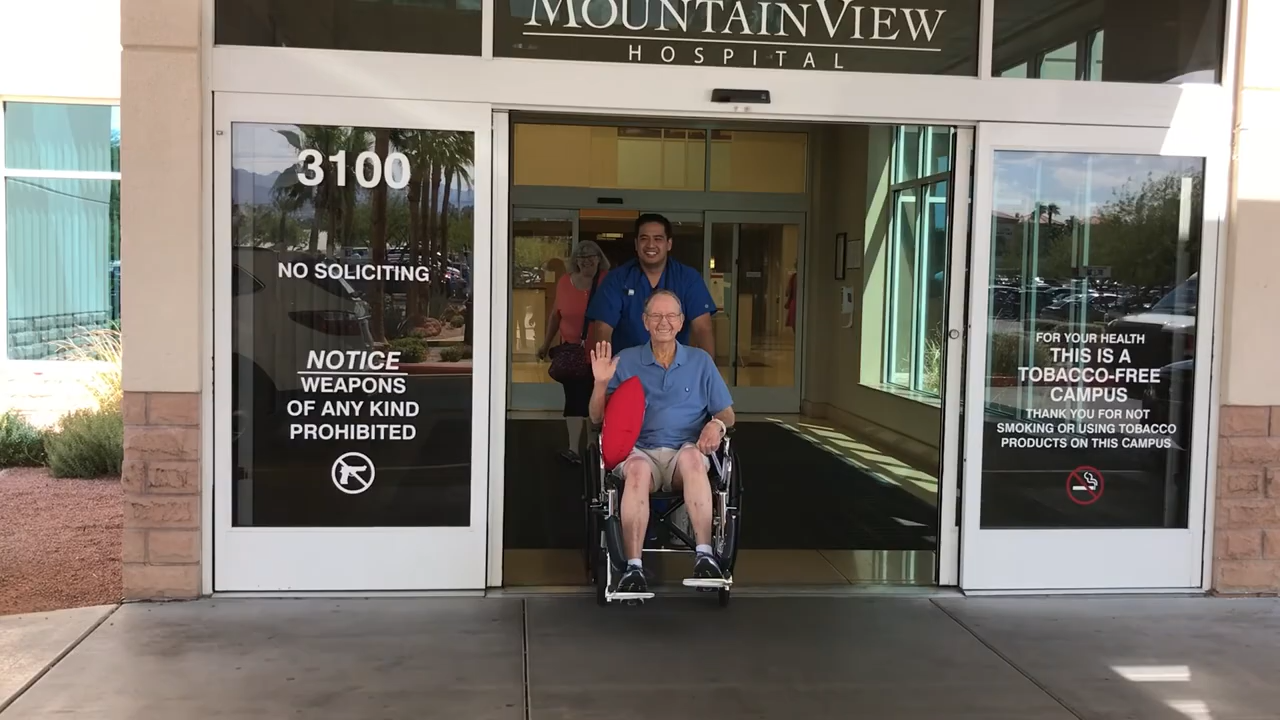 MOUNTAINVIEW
HOSPITAL
3100
NO SOLICITING
NOTICE
WEAPONS
OF ANY KIND
PROHIBITED
FOR YOUR HEALTH
THIS IS A
TOBACCO-FREE
CAMPUS
THANK YOU FOR NOT
SMOKING OR USING TOBACCO
PRODUCTS ON THIS CAMPUS